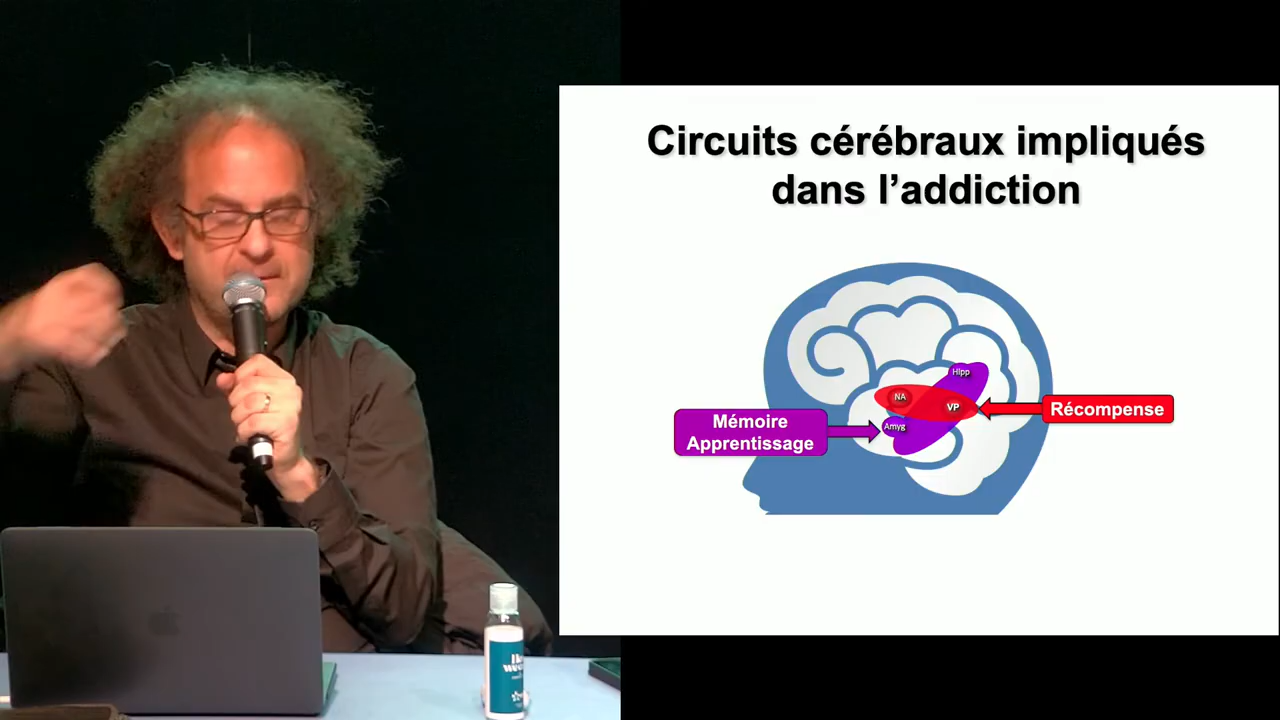 Circuits cérébraux impliqués
dans l’addiction
Hipp
NA
VP
Amyg
Mémoire
Apprentissage
Récompense